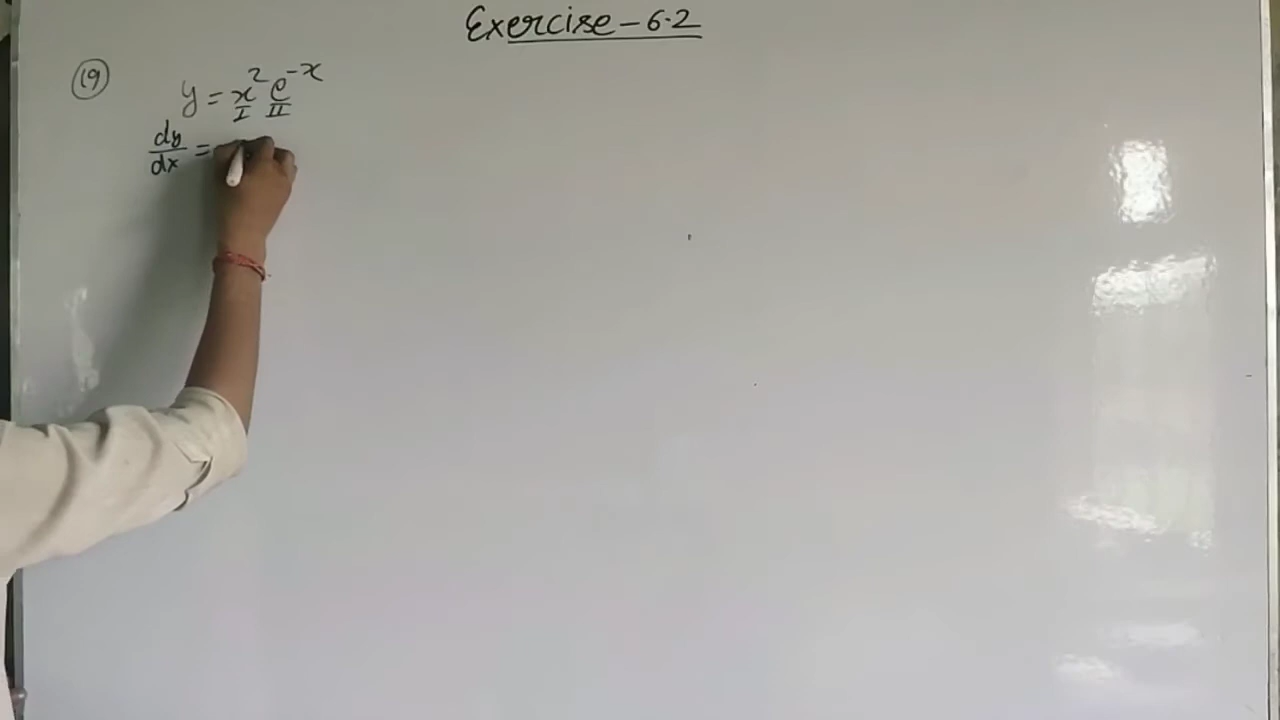 Exercise-6.2
(19) y = x² e⁻ˣ
I II
dy/dx =